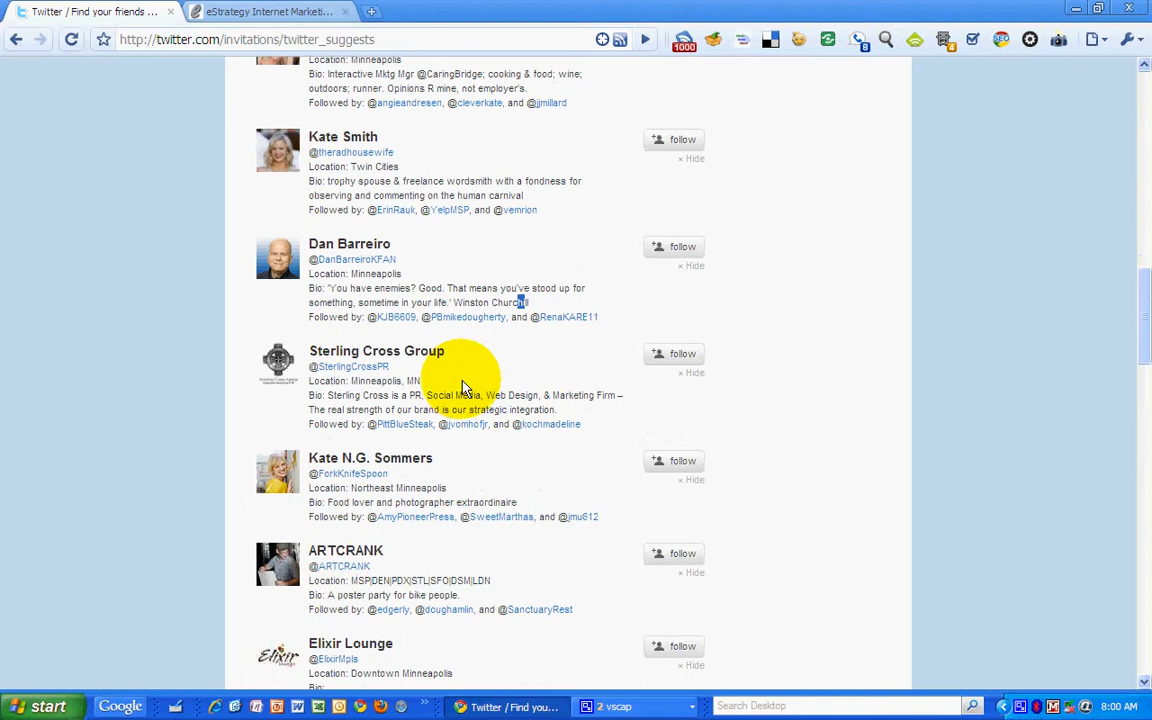 Twitter / Find your friends ...
eStrategy Internet Marketi...
http://twitter.com/invitations/twitter_suggests
1000
8
4
SEO
Location: Minneapolis
Bio: Interactive Mktg Mgr @CaringBridge; cooking & food; wine;
outdoors; runner. Opinions R mine, not employer's.
Followed by: @angieandresen, @cleverkate, and @jjmillard
Kate Smith
follow
@theradhousewife
× Hide
Location: Twin Cities
Bio: trophy spouse & freelance wordsmith with a fondness for
observing and commenting on the human carnival
Followed by: @ErinRauk, @YelpMSP, and @vemrion
Dan Barreiro
follow
@DanBarreiroKFAN
× Hide
Location: Minneapolis
Bio: 'You have enemies? Good. That means you've stood up for
something, sometime in your life.' Winston Churchill
Followed by: @KJB6609, @PBmikedougherty, and @RenaKARE11
Sterling Cross Group
follow
@SterlingCrossPR
× Hide
Location: Minneapolis, MN
Bio: Sterling Cross is a PR, Social Media, Web Design, & Marketing Firm –
The real strength of our brand is our strategic integration.
Followed by: @PittBlueSteak, @jvomhofjr, and @kochmadeline
Kate N.G. Sommers
follow
@ForkKnifeSpoon
× Hide
Location: Northeast Minneapolis
Bio: Food lover and photographer extraordinaire
Followed by: @AmyPioneerPress, @SweetMarthas, and @jmu612
ARTCRANK
follow
@ARTCRANK
× Hide
Location: MSP|DEN|PDX|STL|SFO|DSM|LDN
Bio: A poster party for bike people.
Followed by: @edgerly, @doughamlin, and @SanctuaryRest
Elixir Lounge
follow
@ElixirMpls
× Hide
Location: Downtown Minneapolis
Bio:
start
Google
Twitter / Find you...
2 vscap
Search Desktop
8:00 AM